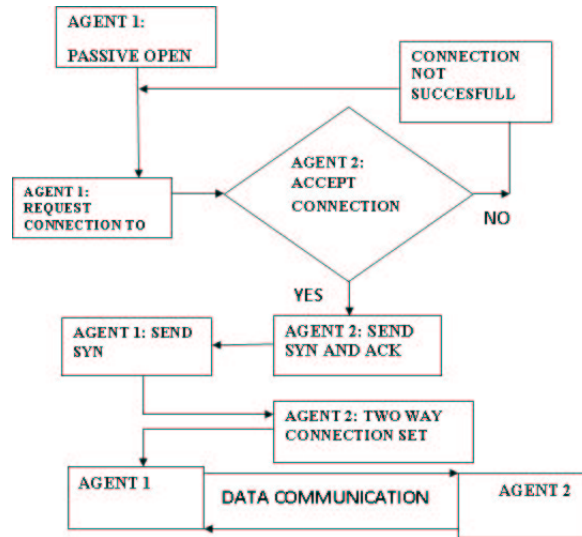 AGENT 1:
PASSIVE OPEN
CONNECTION
NOT
SUCCESFULL
AGENT 2:
ACCEPT
CONNECTION
AGENT 1:
REQUEST
CONNECTION TO
NO
YES
AGENT 1: SEND
SYN
AGENT 2: SEND
SYN AND ACK
AGENT 2: TWO WAY
CONNECTION SET
AGENT 1
DATA COMMUNICATION
AGENT 2